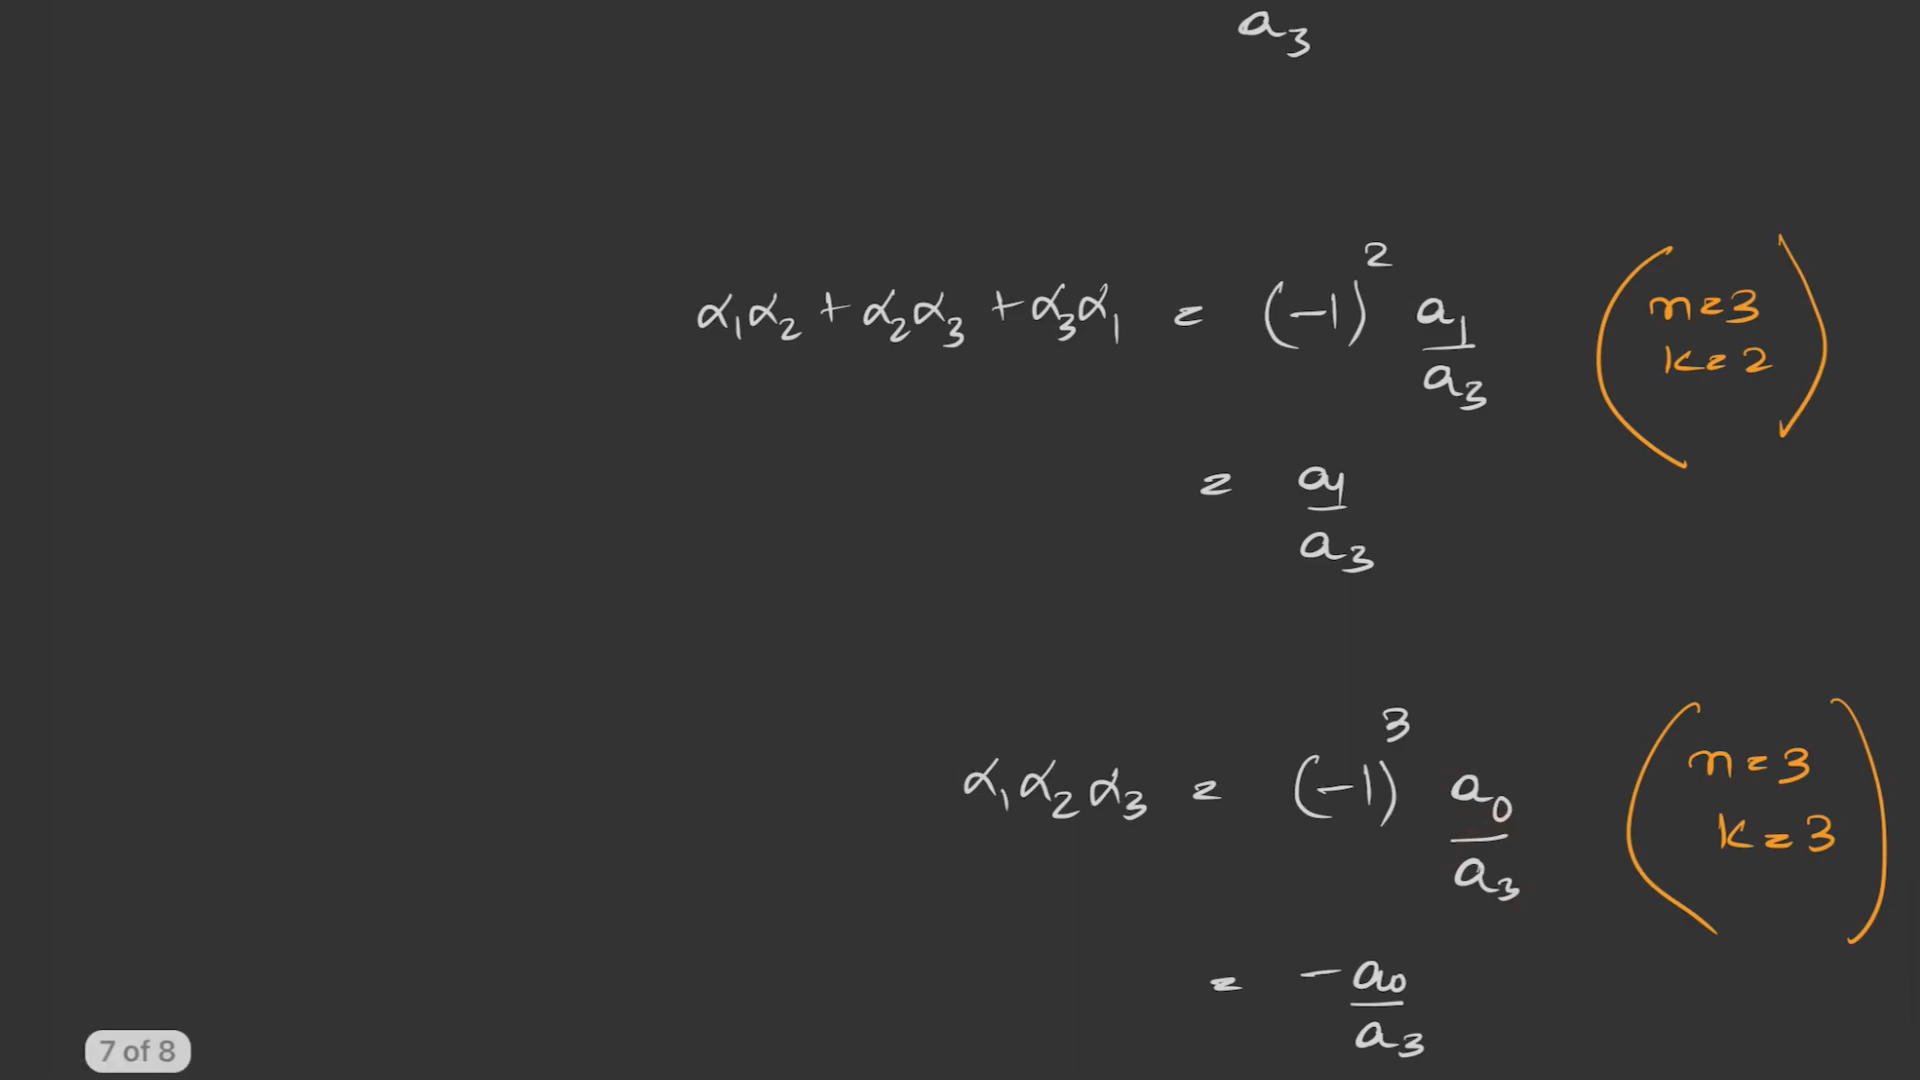 a₃
α₁α₂ + α₂α₃ + α₃α₁ = (-1)² a₁/a₃ (n=3 k=2)
= a₁/a₃
α₁α₂α₃ = (-1)³ a₀/a₃ (n=3 k=3)
= -a₀/a₃
7 of 8